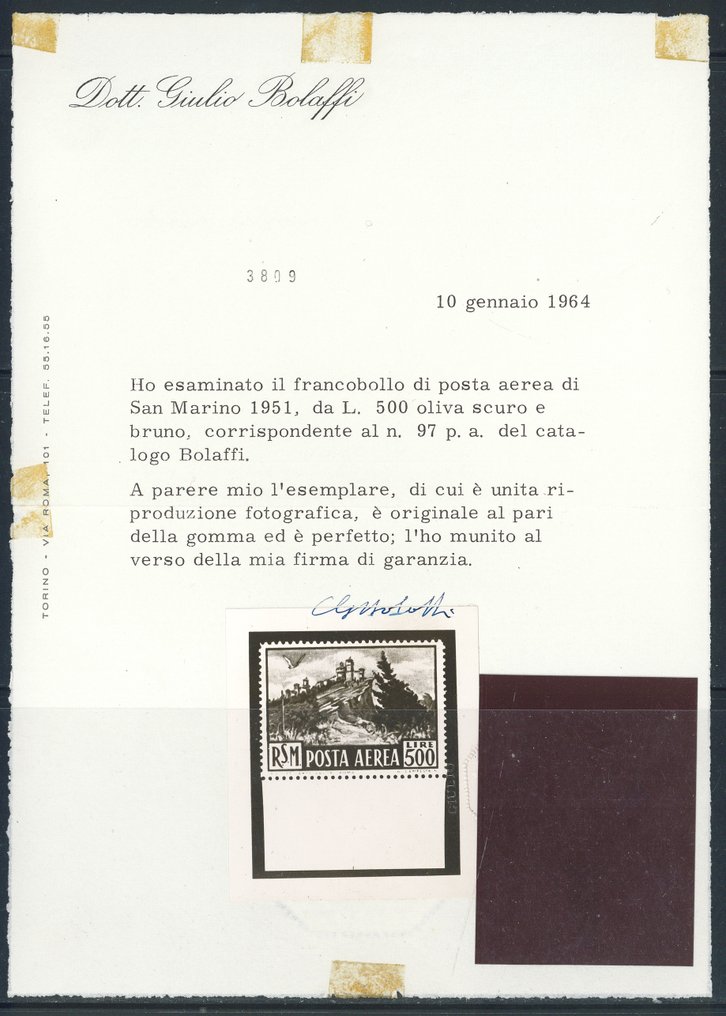 Dott. Giulio Bolaffi
3809
10 gennaio 1964
TORINO - VIA ROMA, 101 - TELEF. 55.16.55
Ho esaminato il francobollo di posta aerea di
San Marino 1951, da L. 500 oliva scuro e
bruno, corrispondente al n. 97 p. a. del cata-
logo Bolaffi.
A parere mio l'esemplare, di cui è unita ri-
produzione fotografica, è originale al pari
della gomma ed è perfetto; l'ho munito al
verso della mia firma di garanzia.
RSM POSTA AEREA LIRE 500
GIULIO